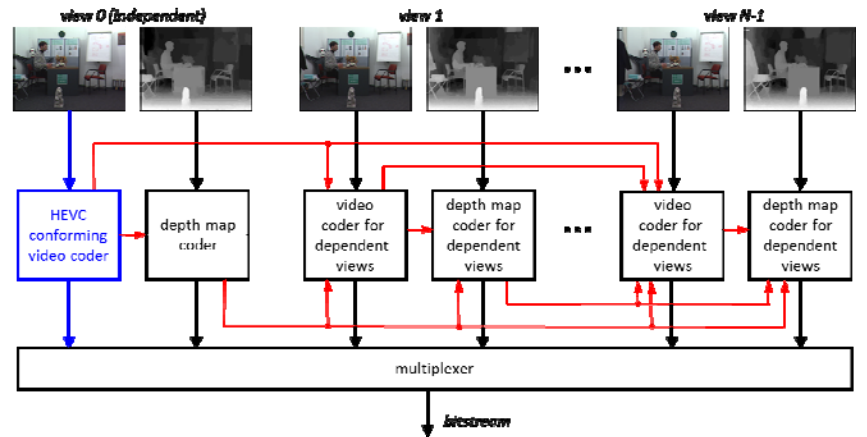 view 0 (independent)
view 1
view N-1
HEVC
conforming
video coder
depth map
coder
video
coder for
dependent
views
depth map
coder for
dependent
views
video
coder for
dependent
views
depth map
coder for
dependent
views
multiplexer
bitstream